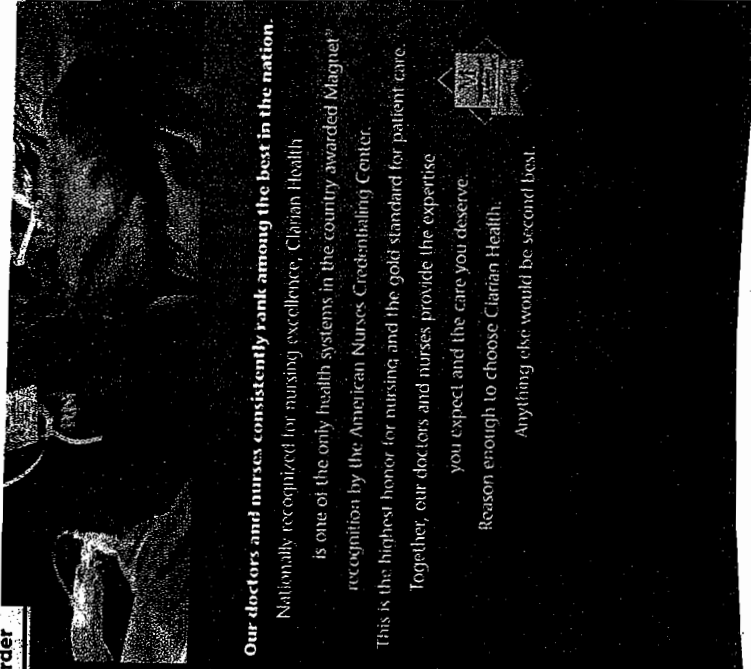 rder
Our doctors and nurses consistently rank among the best in the nation.
Nationally recognized for nursing excellence, Clarian Health
is one of the only health systems in the country awarded Magnet®
recognition by the American Nurses Credentialing Center.
This is the highest honor for nursing and the gold standard for patient care.
Together, our doctors and nurses provide the expertise
you expect and the care you deserve.
Reason enough to choose Clarian Health.
Anything else would be second best.